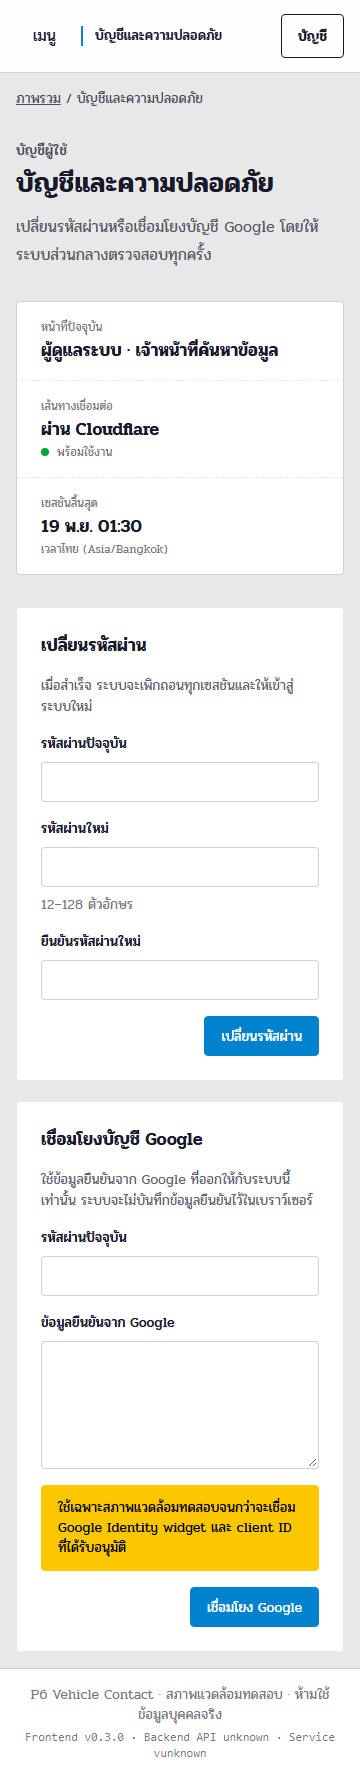 เมนู
บัญชีและความปลอดภัย
บัญชี
ภาพรวม / บัญชีและความปลอดภัย
บัญชีผู้ใช้
บัญชีและความปลอดภัย
เปลี่ยนรหัสผ่านหรือเชื่อมโยงบัญชี Google โดยให้
ระบบส่วนกลางตรวจสอบทุกครั้ง
หน้าที่ปัจจุบัน
ผู้ดูแลระบบ · เจ้าหน้าที่ค้นหาข้อมูล
เส้นทางเชื่อมต่อ
ผ่าน Cloudflare
พร้อมใช้งาน
เซสชันสิ้นสุด
19 พ.ย. 01:30
เวลาไทย (Asia/Bangkok)
เปลี่ยนรหัสผ่าน
เมื่อสำเร็จ ระบบจะเพิกถอนทุกเซสชันและให้เข้าสู่
ระบบใหม่
รหัสผ่านปัจจุบัน
รหัสผ่านใหม่
12–128 ตัวอักษร
ยืนยันรหัสผ่านใหม่
เปลี่ยนรหัสผ่าน
เชื่อมโยงบัญชี Google
ใช้ข้อมูลยืนยันจาก Google ที่ออกให้กับระบบนี้
เท่านั้น ระบบจะไม่บันทึกข้อมูลยืนยันไว้ในเบราว์เซอร์
รหัสผ่านปัจจุบัน
ข้อมูลยืนยันจาก Google
ใช้เฉพาะสภาพแวดล้อมทดสอบจนกว่าจะเชื่อม
Google Identity widget และ client ID
ที่ได้รับอนุมัติ
เชื่อมโยง Google
P6 Vehicle Contact · สภาพแวดล้อมทดสอบ · ห้ามใช้
ข้อมูลบุคคลจริง
Frontend v0.3.0 · Backend API unknown · Service
vunknown